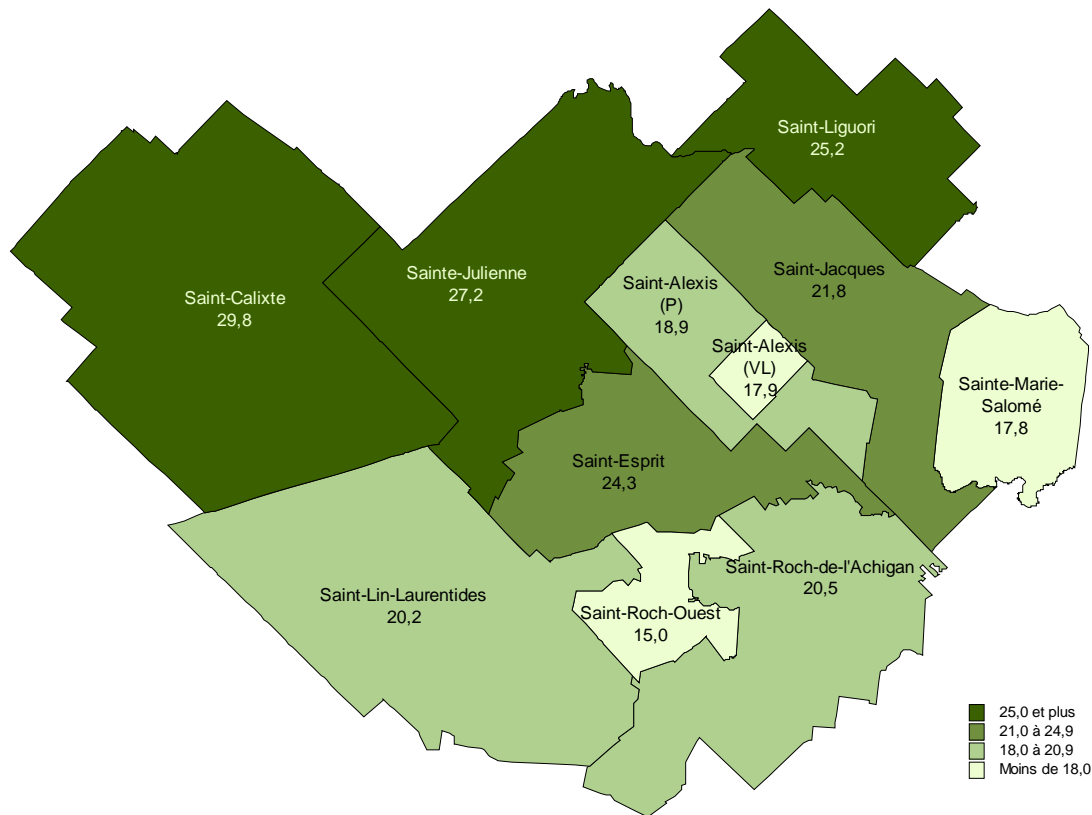 Saint-Liguori
25,2
Saint-Jacques
21,8
Sainte-Julienne
27,2
Saint-Alexis
(P)
18,9
Saint-Calixte
29,8
Saint-Alexis
(VL)
17,9
Sainte-Marie-
Salomé
17,8
Saint-Esprit
24,3
Saint-Roch-de-l'Achigan
20,5
Saint-Lin-Laurentides
20,2
Saint-Roch-Ouest
15,0
25,0 et plus
21,0 à 24,9
18,0 à 20,9
Moins de 18,0